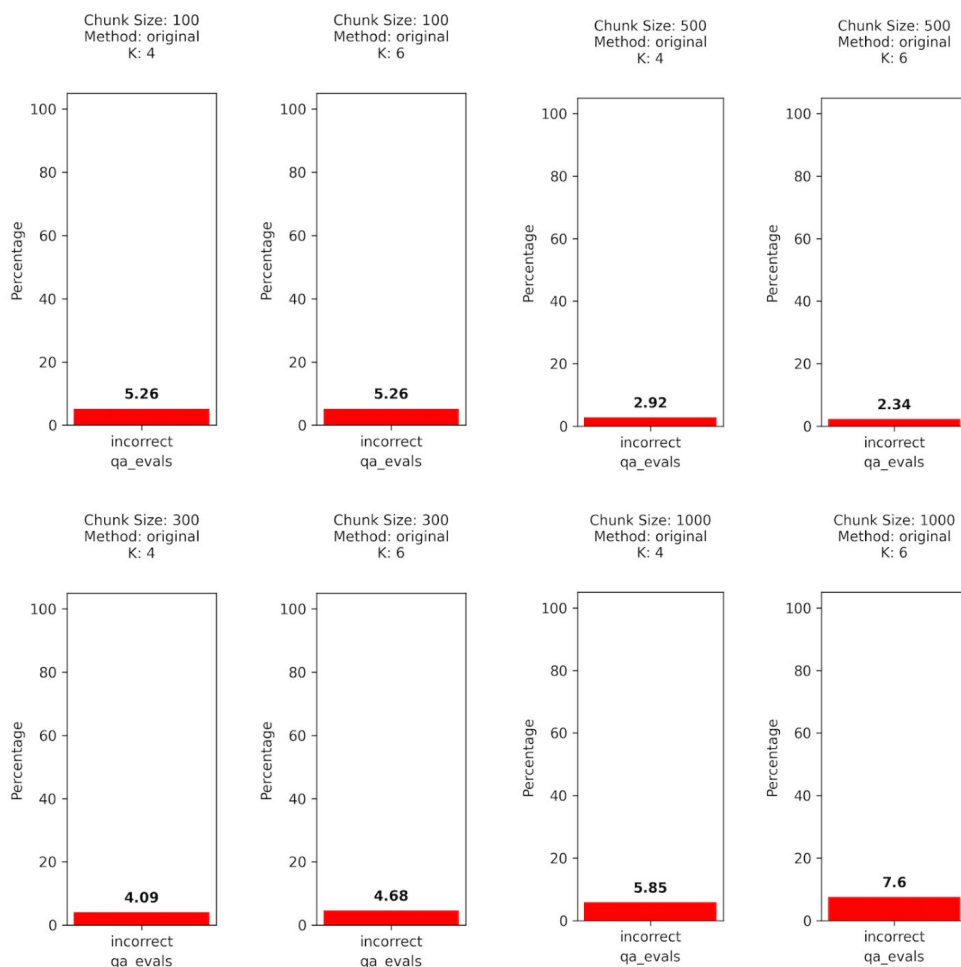 Chunk Size: 100
Method: original
K: 4
100
80
60
40
20
0
Percentage
5.26
incorrect
qa_evals
Chunk Size: 100
Method: original
K: 6
100
80
60
40
20
0
Percentage
5.26
incorrect
qa_evals
Chunk Size: 500
Method: original
K: 4
100
80
60
40
20
0
Percentage
2.92
incorrect
qa_evals
Chunk Size: 500
Method: original
K: 6
100
80
60
40
20
0
Percentage
2.34
incorrect
qa_evals
Chunk Size: 300
Method: original
K: 4
100
80
60
40
20
0
Percentage
4.09
incorrect
qa_evals
Chunk Size: 300
Method: original
K: 6
100
80
60
40
20
0
Percentage
4.68
incorrect
qa_evals
Chunk Size: 1000
Method: original
K: 4
100
80
60
40
20
0
Percentage
5.85
incorrect
qa_evals
Chunk Size: 1000
Method: original
K: 6
100
80
60
40
20
0
Percentage
7.6
incorrect
qa_evals